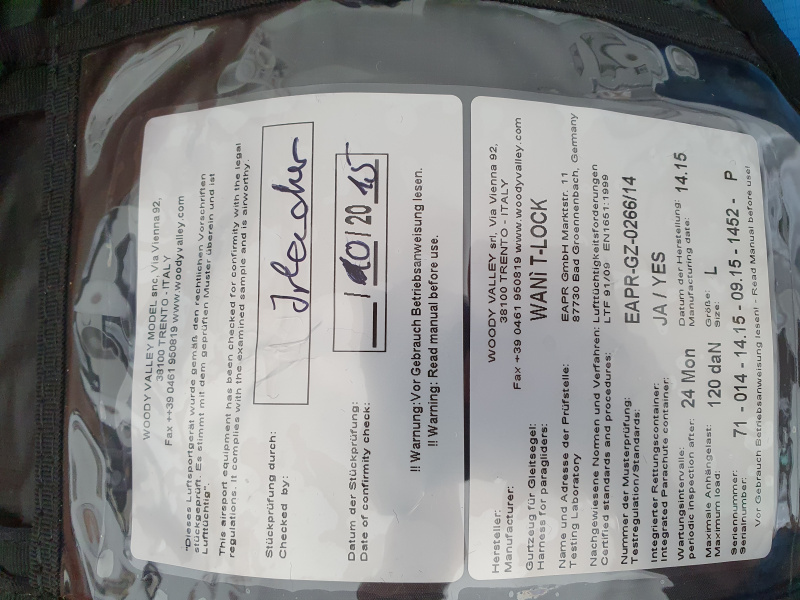 WOODY VALLEY MODEL snc, Via Vienna 92,
38100 TRENTO - ITALY
Fax ++39 0461 950819 www.woodyvalley.com
"Dieses Luftsportgerät wurde gemäß den rechtlichen Vorschriften
stückgeprüft. Es stimmt mit dem geprüften Muster überein und ist
Lufttüchtig".
This airsport equipment has been checked for confirmity with the legal
regulations. It complies with the examined sample and is airworthy.
Stückprüfung durch:
Checked by:
Datum der Stückprüfung:
Date of confirmity check:
/ 10 / 20 15
!! Warnung:Vor Gebrauch Betriebsanweisung lesen.
!! Warning: Read manual before use.
Hersteller: WOODY VALLEY srl, Via Vienna 92,
Manufacturer: 38100 TRENTO - ITALY
Fax +39 0461 950819 www.woodyvalley.com
Gurtzeug für Gleitsegel: WANi T-LOCK
Harness for paragliders:
Name und Adresse der Prüfstelle: EAPR GmbH Marktstr. 11
Testing Laboratory 87730 Bad Groennenbach, Germany
Nachgewiesene Normen und Verfahren: Lufttüchtigkeitsforderungen
Certified standards and procedures: LTF 91/09 EN1651:1999
Nummer der Musterprüfung: EAPR-GZ-0266/14
Testregulation/Standards:
Integrierter Rettungscontainer: JA / YES
Integrated Parachute container:
Wartungsintervalle: 24 Mon Datum der Herstellung: 14.15
periodic inspection after: Manufacturing date:
Maximale Anhängelast: 120 daN Größe: L
Maximum load: Size:
Seriennummer: 71 - 014 - 14.15 - 09.15 - 1452 - P
Serialnumber:
Vor Gebrauch Betriebsanweisung lesen! - Read Manual before use!